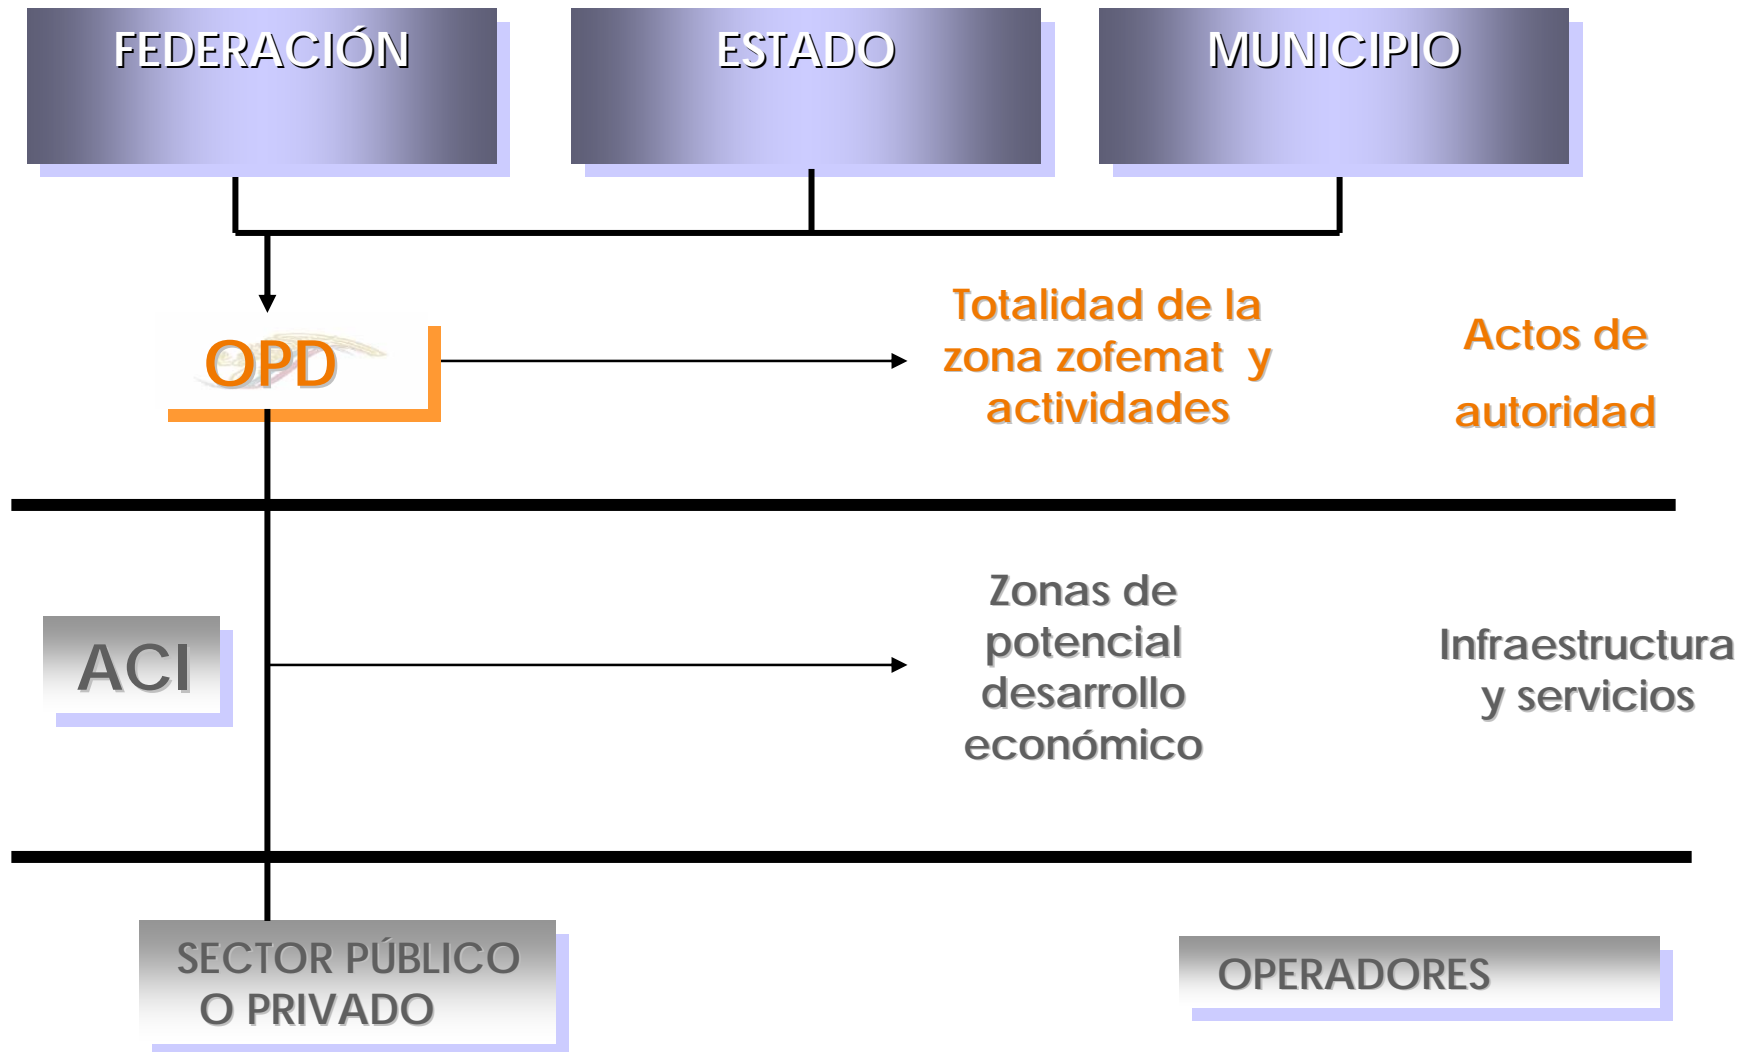 FEDERACIÓN
ESTADO
MUNICIPIO
OPD
Totalidad de la
zona zofemat y
actividades
Actos de
autoridad
ACI
Zonas de
potencial
desarrollo
económico
Infraestructura
y servicios
SECTOR PÚBLICO
O PRIVADO
OPERADORES